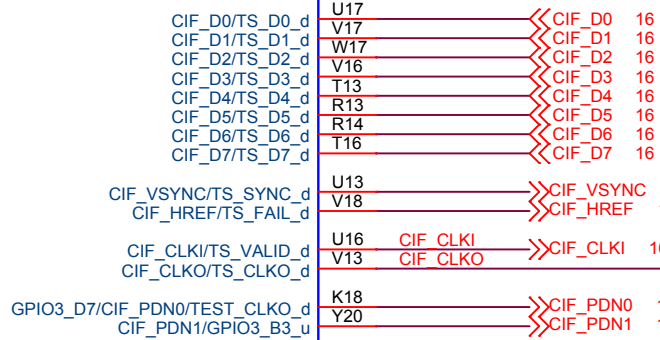 CIF_D0/TS_D0_d U17 CIF_D0 16
CIF_D1/TS_D1_d V17 CIF_D1 16
CIF_D2/TS_D2_d W17 CIF_D2 16
CIF_D3/TS_D3_d V16 CIF_D3 16
CIF_D4/TS_D4_d T13 CIF_D4 16
CIF_D5/TS_D5_d R13 CIF_D5 16
CIF_D6/TS_D6_d R14 CIF_D6 16
CIF_D7/TS_D7_d T16 CIF_D7 16
CIF_VSYNC/TS_SYNC_d U13 CIF_VSYNC
CIF_HREF/TS_FAIL_d V18 CIF_HREF
CIF_CLKI/TS_VALID_d U16 CIF_CLKI CIF_CLKI
CIF_CLKO/TS_CLKO_d V13 CIF_CLKO
GPIO3_D7/CIF_PDN0/TEST_CLKO_d K18 CIF_PDN0
CIF_PDN1/GPIO3_B3_u Y20 CIF_PDN1